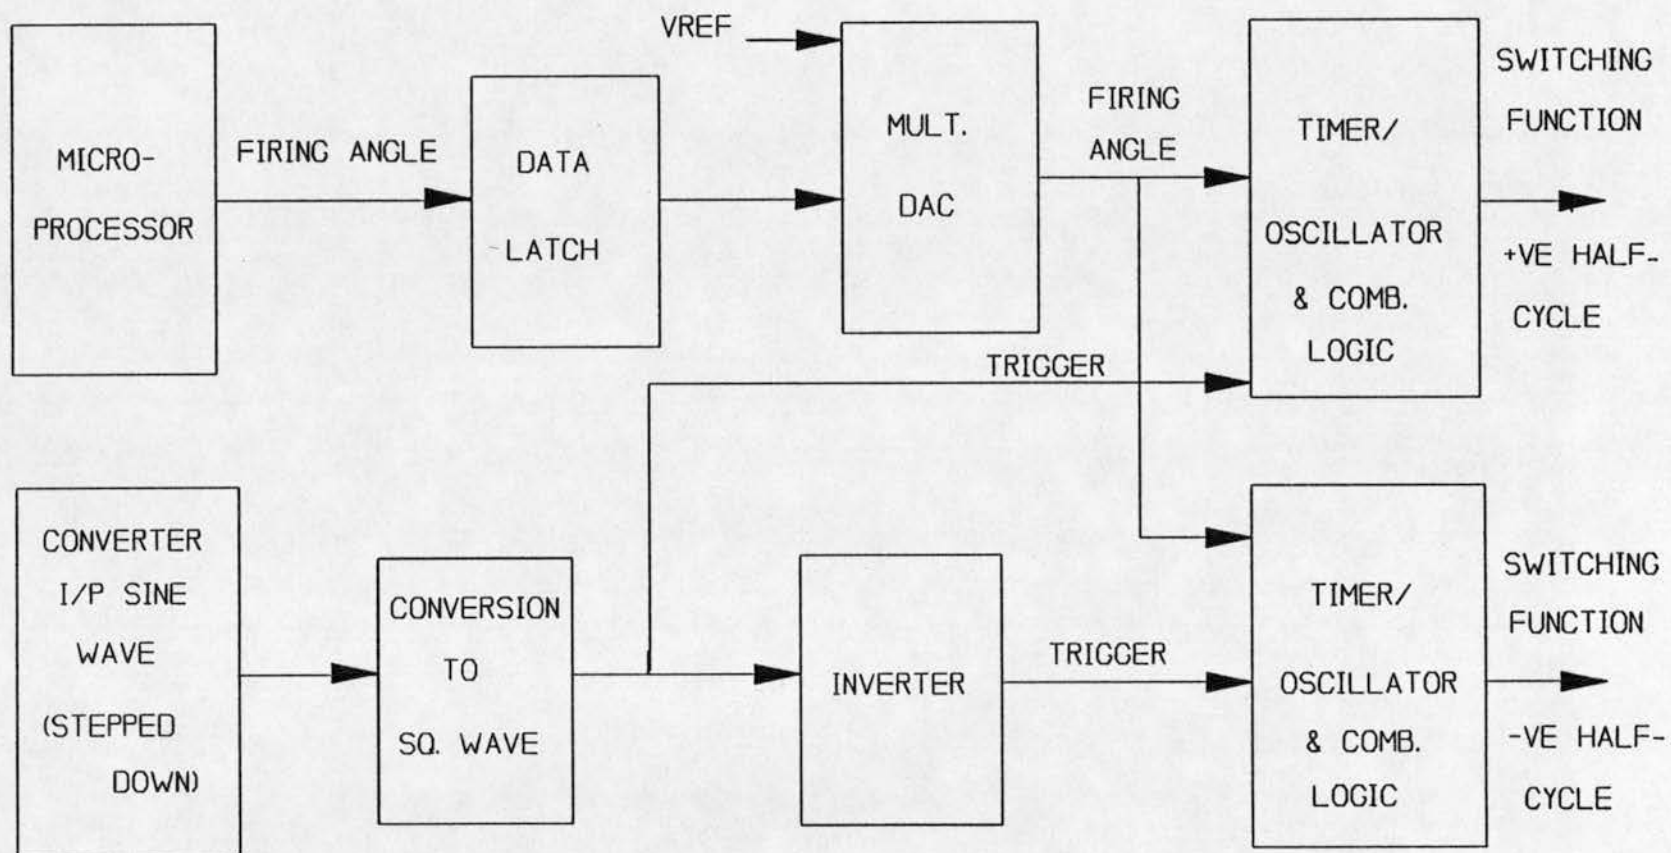 MICRO-
PROCESSOR
FIRING ANGLE
DATA
LATCH
VREF
MULT.
DAC
FIRING
ANGLE
TIMER/
OSCILLATOR
& COMB.
LOGIC
SWITCHING
FUNCTION
+VE HALF-
CYCLE
TRIGGER
CONVERTER
I/P SINE
WAVE
(STEPPED
DOWN)
CONVERSION
TO
SQ. WAVE
INVERTER
TRIGGER
TIMER/
OSCILLATOR
& COMB.
LOGIC
SWITCHING
FUNCTION
-VE HALF-
CYCLE